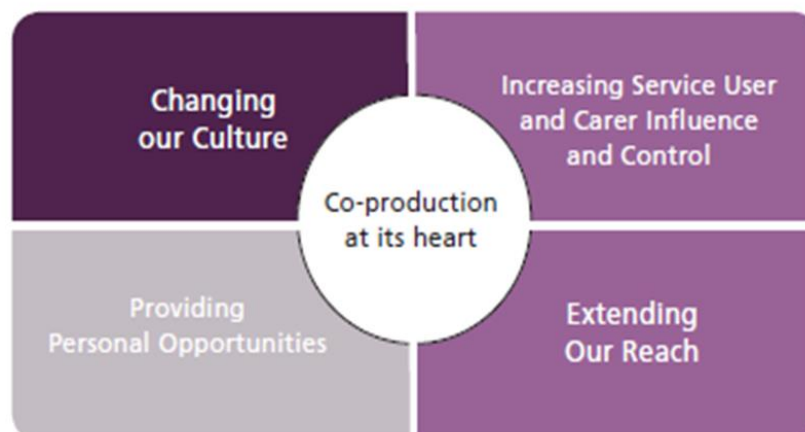 Changing
our Culture
Increasing Service User
and Carer Influence
and Control
Co-production
at its heart
Providing
Personal Opportunities
Extending
Our Reach